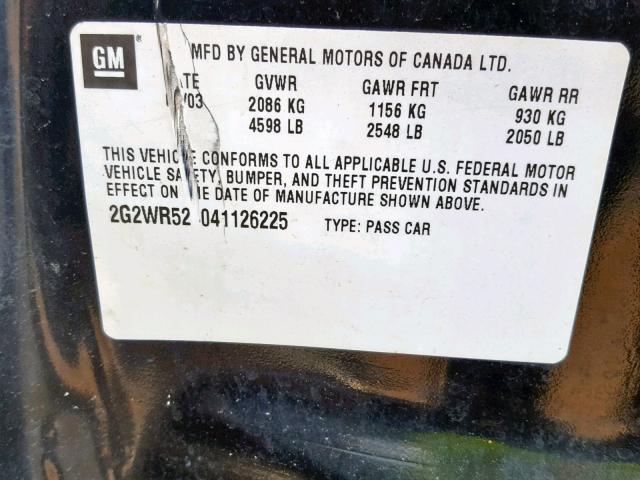 GM
MFD BY GENERAL MOTORS OF CANADA LTD.
GVWR GAWR FRT GAWR RR
/03 2086 KG 1156 KG 930 KG
4598 LB 2548 LB 2050 LB
THIS VEHICLE CONFORMS TO ALL APPLICABLE U.S. FEDERAL MOTOR
VEHICLE SAFETY, BUMPER, AND THEFT PREVENTION STANDARDS IN
EFFECT ON THE DATE OF MANUFACTURE SHOWN ABOVE.
2G2WR52 041126225 TYPE: PASS CAR